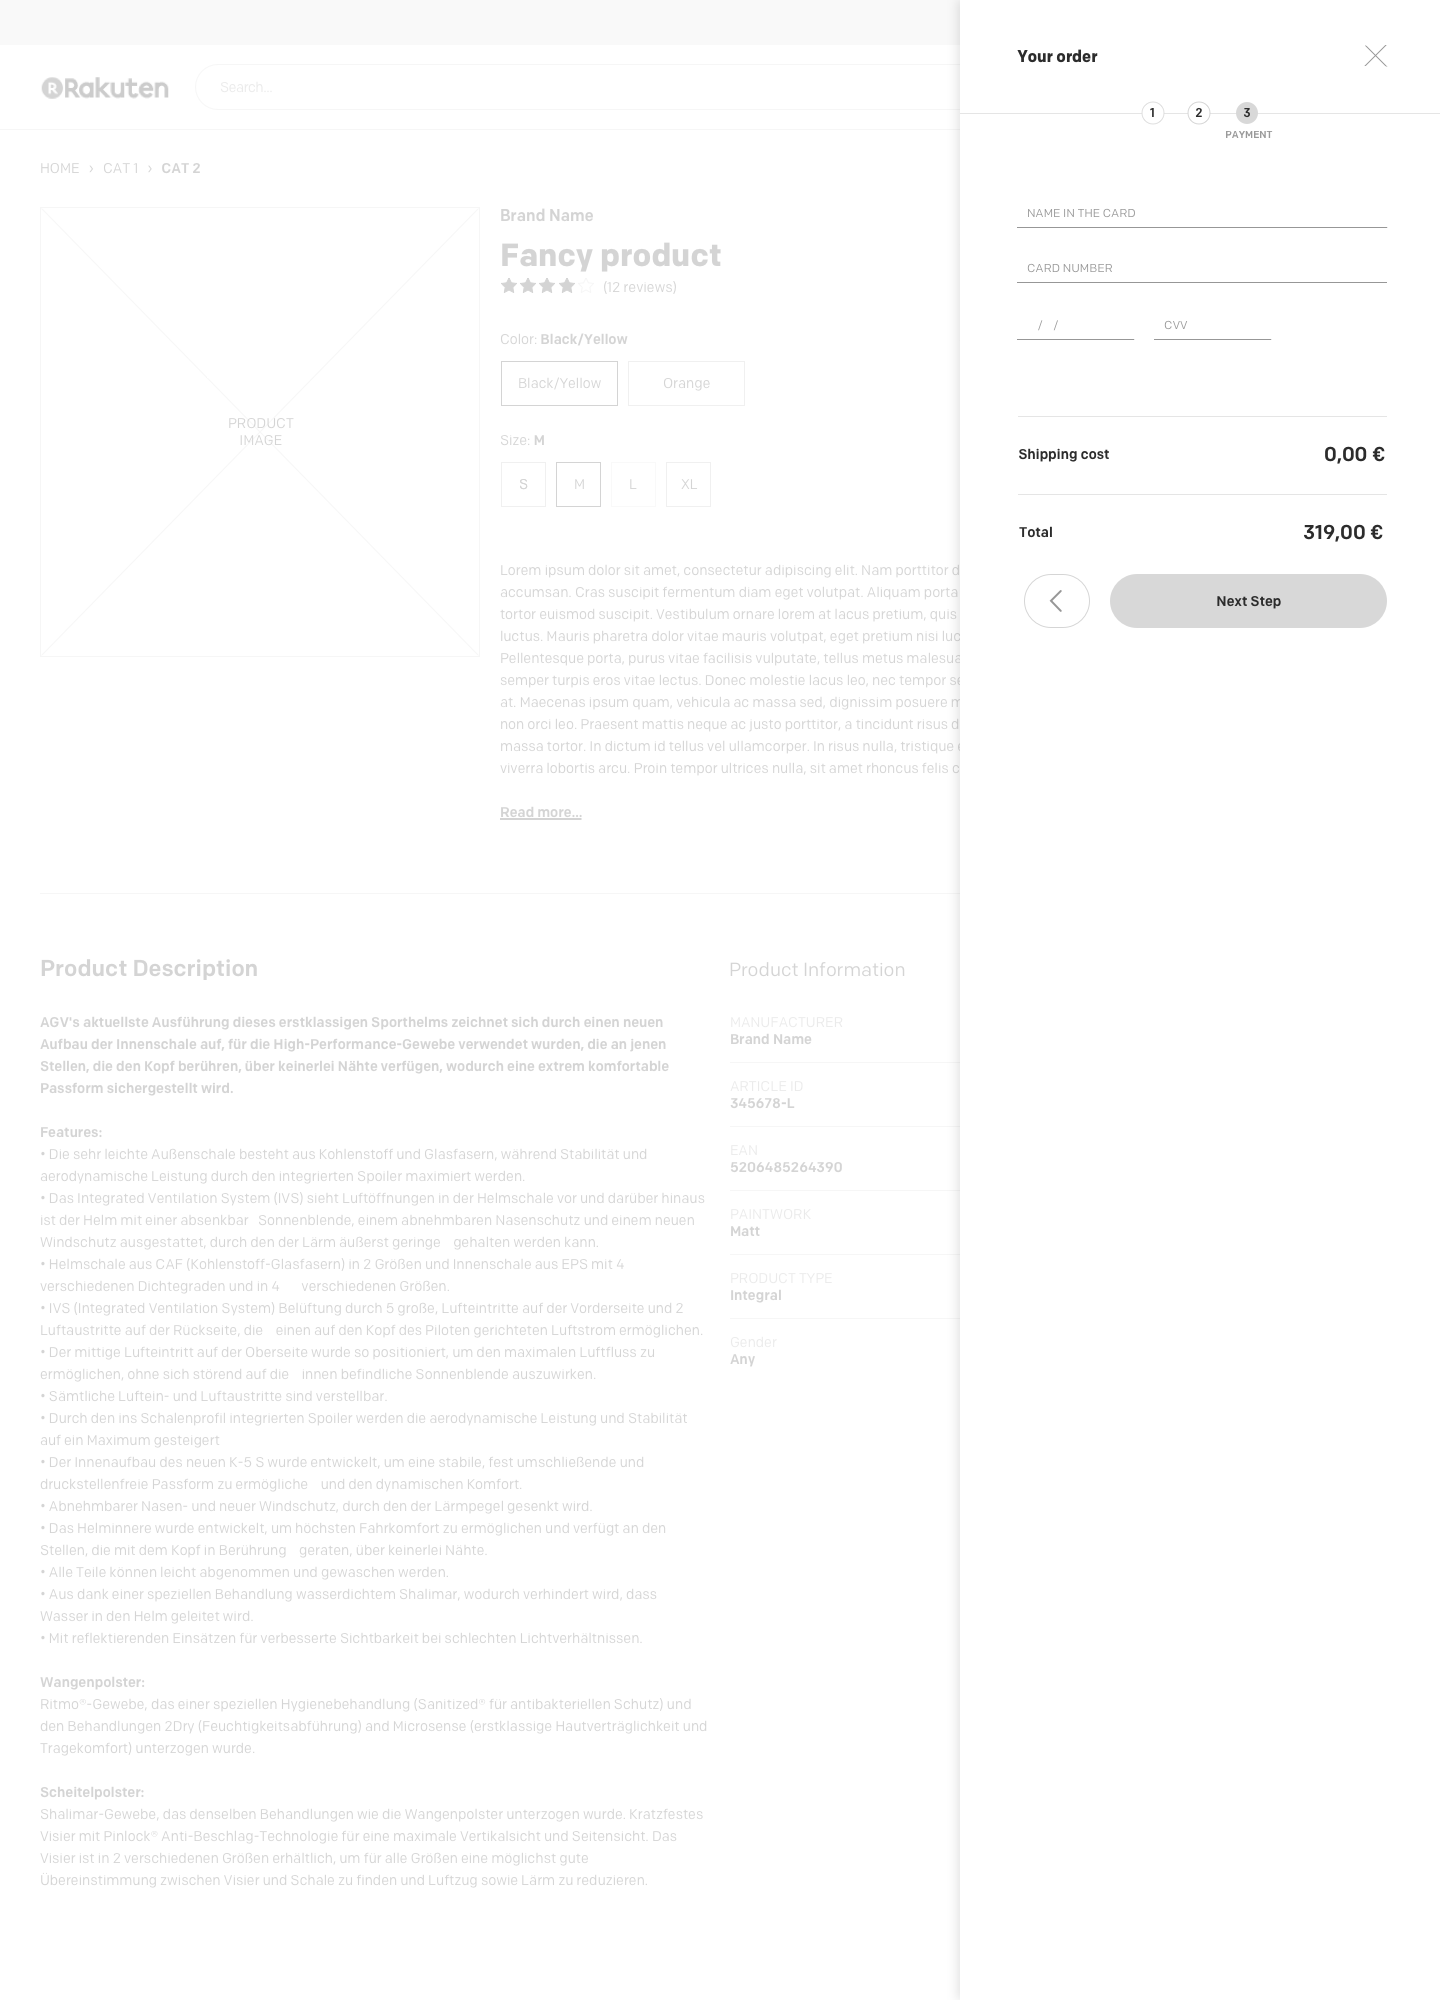 Rakuten
Search...
HOME › CAT 1 › CAT 2
PRODUCT
IMAGE
Brand Name
Fancy product
(12 reviews)
Color: Black/Yellow
Black/Yellow Orange
Size: M
S M L XL
Lorem ipsum dolor sit amet, consectetur adipiscing elit. Nam porttitor d
accumsan. Cras suscipit fermentum diam eget volutpat. Aliquam porta
tortor euismod suscipit. Vestibulum ornare lorem at lacus pretium, quis
luctus. Mauris pharetra dolor vitae mauris volutpat, eget pretium nisi luc
Pellentesque porta, purus vitae facilisis vulputate, tellus metus malesua
semper turpis eros vitae lectus. Donec molestie lacus leo, nec tempor se
at. Maecenas ipsum quam, vehicula ac massa sed, dignissim posuere m
non orci leo. Praesent mattis neque ac justo porttitor, a tincidunt risus d
massa tortor. In dictum id tellus vel ullamcorper. In risus nulla, tristique
viverra lobortis arcu. Proin tempor ultrices nulla, sit amet rhoncus felis c
Read more...
Product Description
AGV's aktuellste Ausführung dieses erstklassigen Sporthelms zeichnet sich durch einen neuen
Aufbau der Innenschale auf, für die High-Performance-Gewebe verwendet wurden, die an jenen
Stellen, die den Kopf berühren, über keinerlei Nähte verfügen, wodurch eine extrem komfortable
Passform sichergestellt wird.
Features:
• Die sehr leichte Außenschale besteht aus Kohlenstoff und Glasfasern, während Stabilität und
aerodynamische Leistung durch den integrierten Spoiler maximiert werden.
• Das Integrated Ventilation System (IVS) sieht Luftöffnungen in der Helmschale vor und darüber hinaus
ist der Helm mit einer absenkbar Sonnenblende, einem abnehmbaren Nasenschutz und einem neuen
Windschutz ausgestattet, durch den der Lärm äußerst geringe gehalten werden kann.
• Helmschale aus CAF (Kohlenstoff-Glasfasern) in 2 Größen und Innenschale aus EPS mit 4
verschiedenen Dichtegraden und in 4 verschiedenen Größen.
• IVS (Integrated Ventilation System) Belüftung durch 5 große, Lufteintritte auf der Vorderseite und 2
Luftaustritte auf der Rückseite, die einen auf den Kopf des Piloten gerichteten Luftstrom ermöglichen.
• Der mittige Lufteintritt auf der Oberseite wurde so positioniert, um den maximalen Luftfluss zu
ermöglichen, ohne sich störend auf die innen befindliche Sonnenblende auszuwirken.
• Sämtliche Luftein- und Luftaustritte sind verstellbar.
• Durch den ins Schalenprofil integrierten Spoiler werden die aerodynamische Leistung und Stabilität
auf ein Maximum gesteigert
• Der Innenaufbau des neuen K-5 S wurde entwickelt, um eine stabile, fest umschließende und
druckstellenfreie Passform zu ermögliche und den dynamischen Komfort.
• Abnehmbarer Nasen- und neuer Windschutz, durch den der Lärmpegel gesenkt wird.
• Das Helminnere wurde entwickelt, um höchsten Fahrkomfort zu ermöglichen und verfügt an den
Stellen, die mit dem Kopf in Berührung geraten, über keinerlei Nähte.
• Alle Teile können leicht abgenommen und gewaschen werden.
• Aus dank einer speziellen Behandlung wasserdichtem Shalimar, wodurch verhindert wird, dass
Wasser in den Helm geleitet wird.
• Mit reflektierenden Einsätzen für verbesserte Sichtbarkeit bei schlechten Lichtverhältnissen.
Wangenpolster:
Ritmo®-Gewebe, das einer speziellen Hygienebehandlung (Sanitized® für antibakteriellen Schutz) und
den Behandlungen 2Dry (Feuchtigkeitsabführung) and Microsense (erstklassige Hautverträglichkeit und
Tragekomfort) unterzogen wurde.
Scheitelpolster:
Shalimar-Gewebe, das denselben Behandlungen wie die Wangenpolster unterzogen wurde. Kratzfestes
Visier mit Pinlock® Anti-Beschlag-Technologie für eine maximale Vertikalsicht und Seitensicht. Das
Visier ist in 2 verschiedenen Größen erhältlich, um für alle Größen eine möglichst gute
Übereinstimmung zwischen Visier und Schale zu finden und Luftzug sowie Lärm zu reduzieren.
Product Information
MANUFACTURER
Brand Name
ARTICLE ID
345678-L
EAN
5206485264390
PAINTWORK
Matt
PRODUCT TYPE
Integral
Gender
Any
Your order
1 2 3
PAYMENT
NAME IN THE CARD
CARD NUMBER
/ / CVV
Shipping cost 0,00 €
Total 319,00 €
Next Step